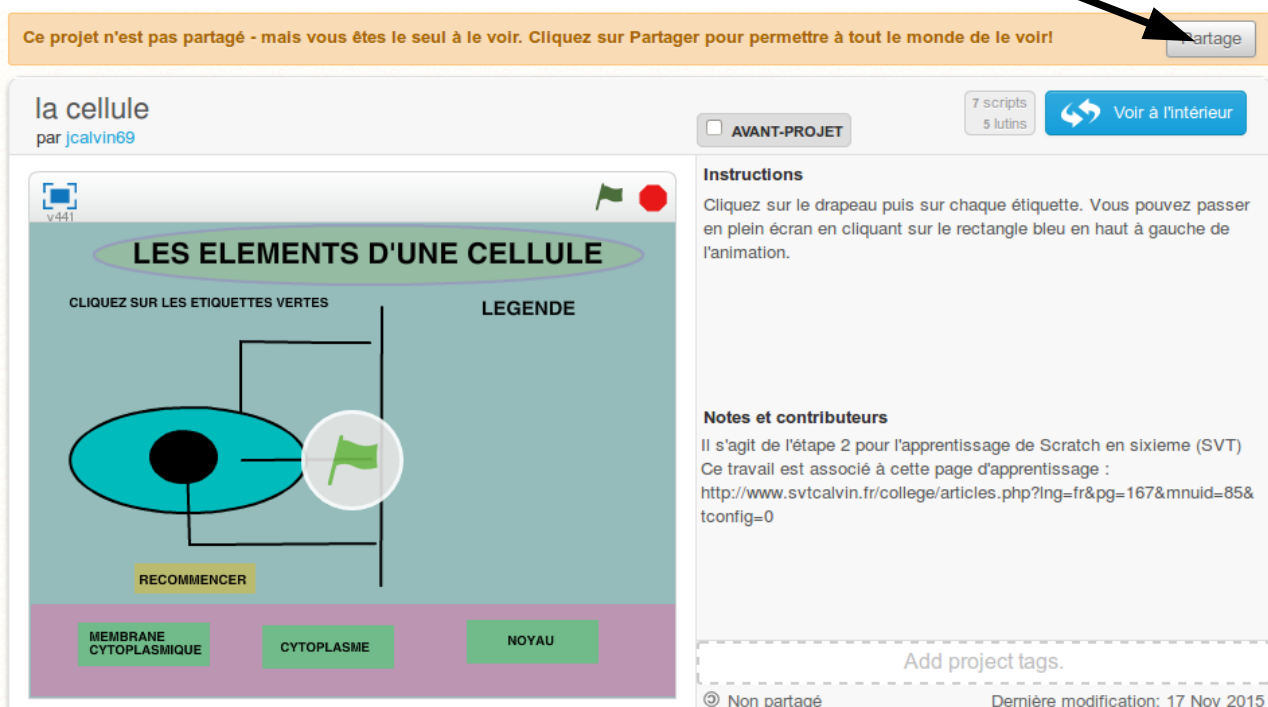 Ce projet n'est pas partagé - mais vous êtes le seul à le voir. Cliquez sur Partager pour permettre à tout le monde de le voir!
Partage
la cellule
par jcalvin69
AVANT-PROJET
7 scripts
5 lutins
Voir à l'intérieur
v441
LES ELEMENTS D'UNE CELLULE
CLIQUEZ SUR LES ETIQUETTES VERTES
LEGENDE
RECOMMENCER
MEMBRANE
CYTOPLASMIQUE
CYTOPLASME
NOYAU
Instructions
Cliquez sur le drapeau puis sur chaque étiquette. Vous pouvez passer
en plein écran en cliquant sur le rectangle bleu en haut à gauche de
l'animation.
Notes et contributeurs
Il s'agit de l'étape 2 pour l'apprentissage de Scratch en sixieme (SVT)
Ce travail est associé à cette page d'apprentissage :
http://www.svtcalvin.fr/college/articles.php?lng=fr&pg=167&mnuid=85&
tconfig=0
Add project tags.
Non partagé
Dernière modification: 17 Nov 2015